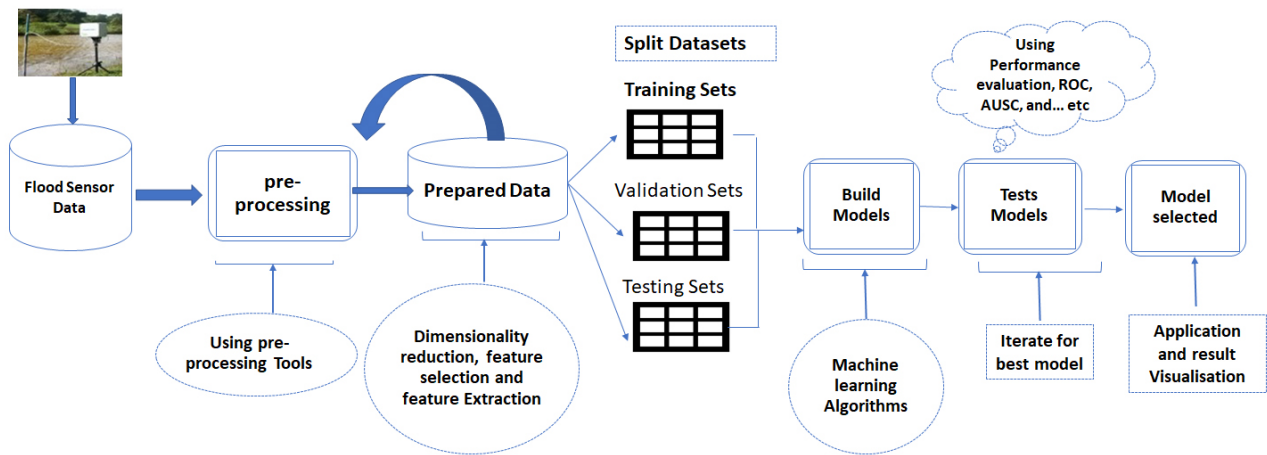 Split Datasets
Using
Performance
evaluation, ROC,
AUSC, and... etc
Training Sets
Flood Sensor
Data
pre-
processing
Prepared Data
Validation Sets
Build
Models
Tests
Models
Model
selected
Testing Sets
Using pre-
processing Tools
Dimensionality
reduction, feature
selection and
feature Extraction
Machine
learning
Algorithms
Iterate for
best model
Application
and result
Visualisation